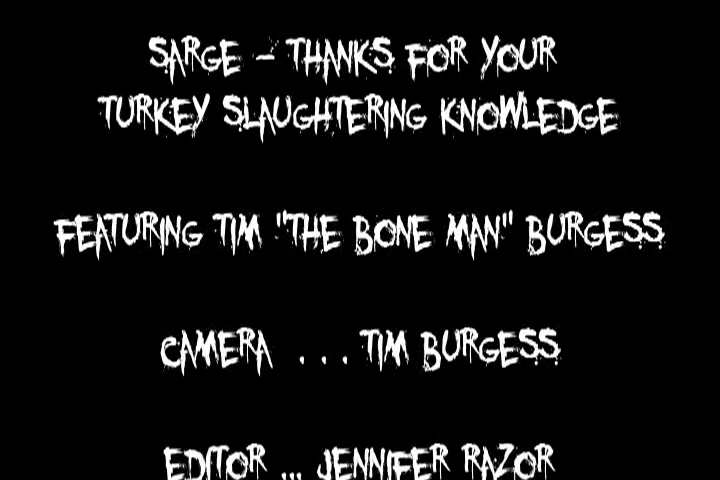 SARGE - THANKS FOR YOUR
TURKEY SLAUGHTERING KNOWLEDGE
FEATURING TIM "THE BONE MAN" BURGESS
CAMERA . . . TIM BURGESS
EDITOR ... JENNIFER RAZOR